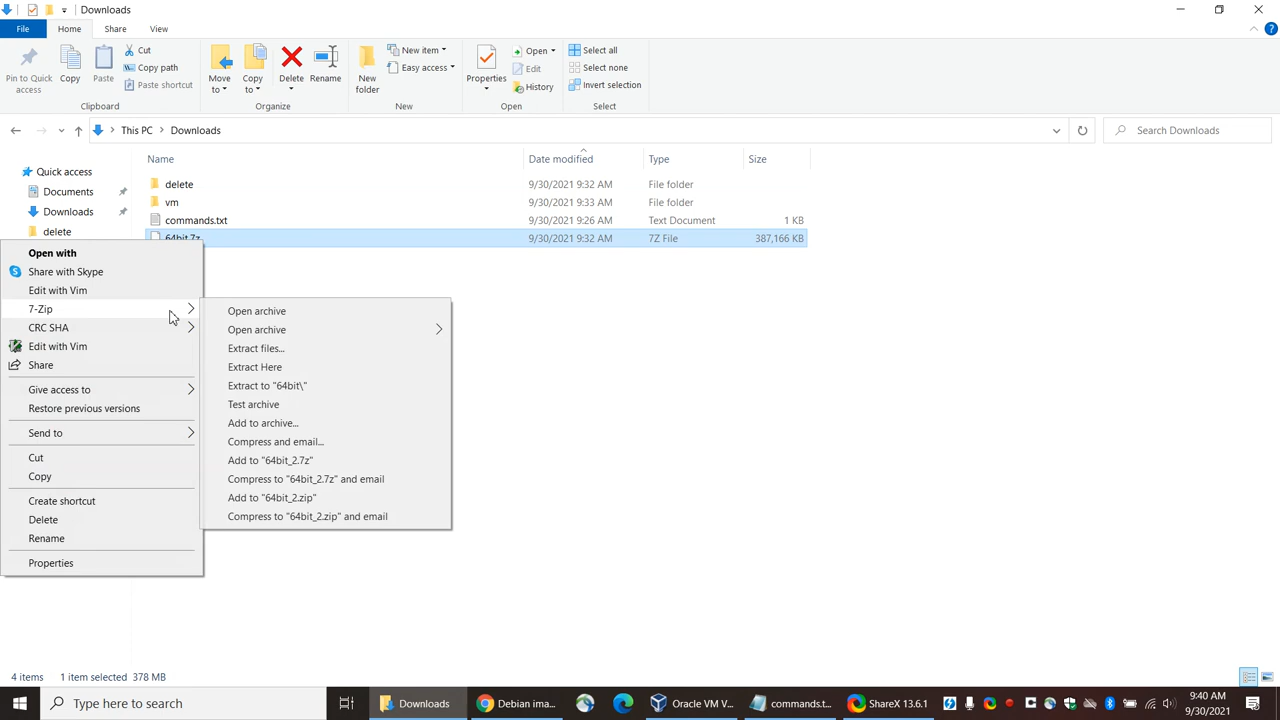 Downloads
File Home Share View
Pin to Quick access
Copy
Paste
Cut
Copy path
Paste shortcut
Clipboard
Move to
Copy to
Delete
Rename
Organize
New folder
New item
Easy access
New
Properties
Open
Edit
History
Open
Select all
Select none
Invert selection
Select
This PC > Downloads
Search Downloads
Quick access
Documents
Downloads
delete
Name Date modified Type Size
delete 9/30/2021 9:32 AM File folder
vm 9/30/2021 9:33 AM File folder
commands.txt 9/30/2021 9:26 AM Text Document 1 KB
64bit.7z 9/30/2021 9:32 AM 7Z File 387,166 KB
Open with
Share with Skype
Edit with Vim
7-Zip
CRC SHA
Edit with Vim
Share
Give access to
Restore previous versions
Send to
Cut
Copy
Create shortcut
Delete
Rename
Properties
Open archive
Open archive
Extract files...
Extract Here
Extract to "64bit\"
Test archive
Add to archive...
Compress and email...
Add to "64bit_2.7z"
Compress to "64bit_2.7z" and email
Add to "64bit_2.zip"
Compress to "64bit_2.zip" and email
4 items 1 item selected 378 MB
Type here to search
Downloads
Debian ima...
Oracle VM V...
commands.t...
ShareX 13.6.1
9:40 AM
9/30/2021